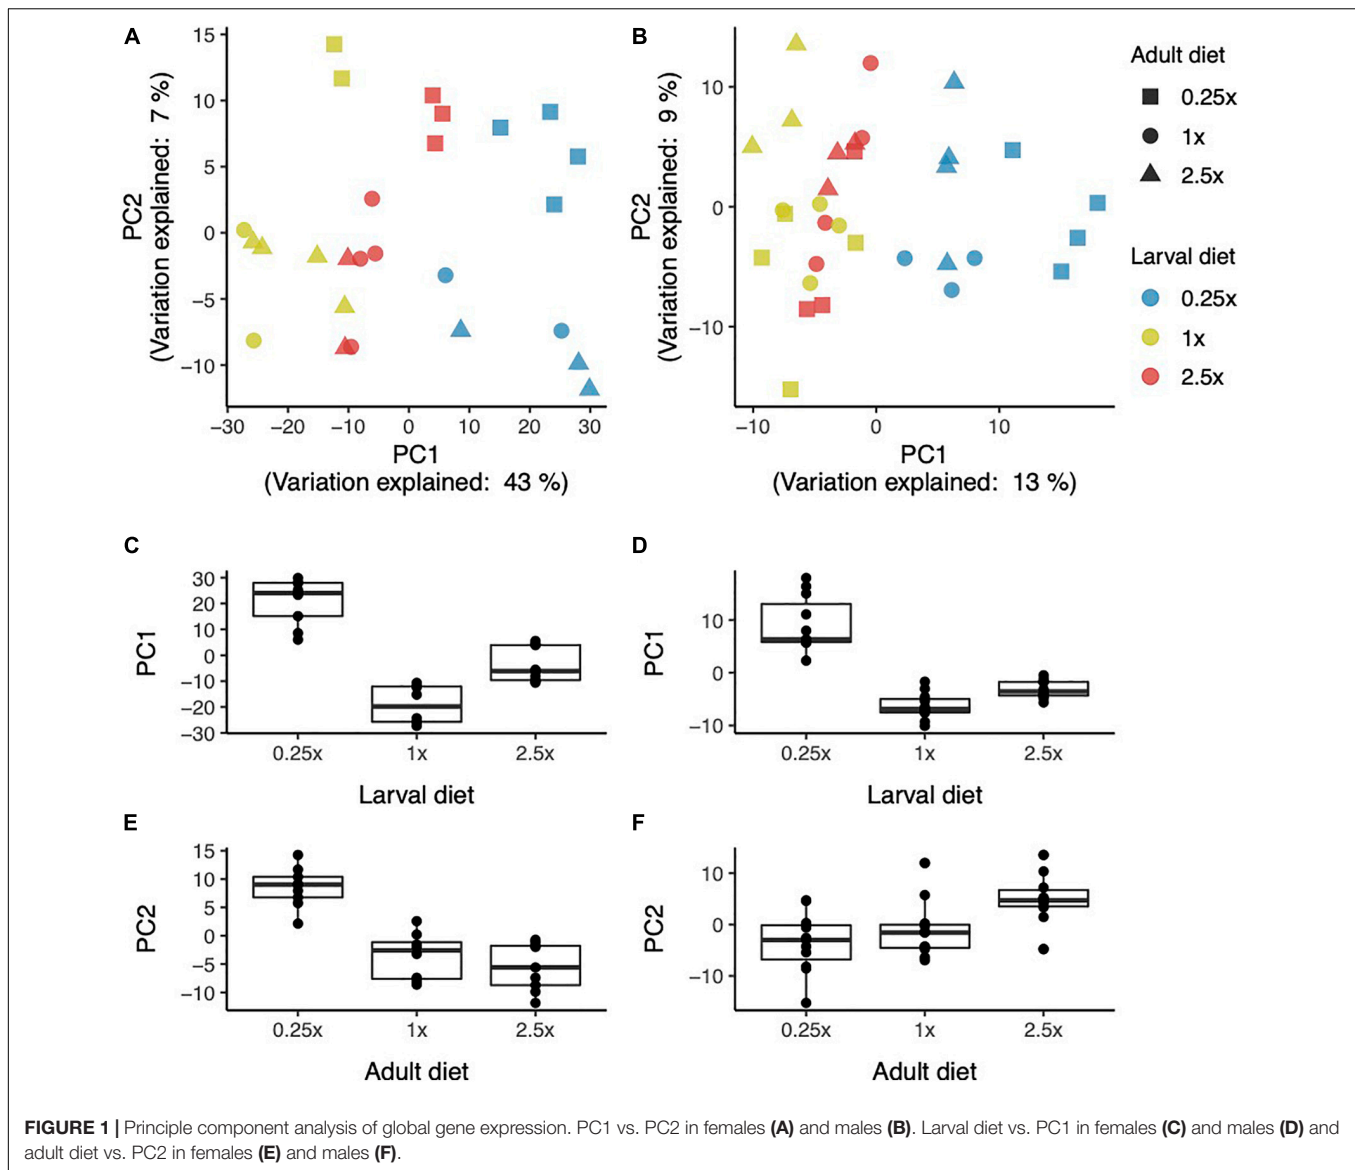 A
15
10
5
0
−5
−10
PC2
(Variation explained: 7 %)
−30 −20 −10 0 10 20 30
PC1
(Variation explained: 43 %)
B
10
0
−10
PC2
(Variation explained: 9 %)
−10 0 10
PC1
(Variation explained: 13 %)
Adult diet
0.25x
1x
2.5x
Larval diet
0.25x
1x
2.5x
C
30
20
10
0
−10
−20
−30
PC1
0.25x 1x 2.5x
Larval diet
D
10
0
−10
PC1
0.25x 1x 2.5x
Larval diet
E
15
10
5
0
−5
−10
PC2
0.25x 1x 2.5x
Adult diet
F
10
0
−10
PC2
0.25x 1x 2.5x
Adult diet
FIGURE 1 | Principle component analysis of global gene expression. PC1 vs. PC2 in females (A) and males (B). Larval diet vs. PC1 in females (C) and males (D) and
adult diet vs. PC2 in females (E) and males (F).